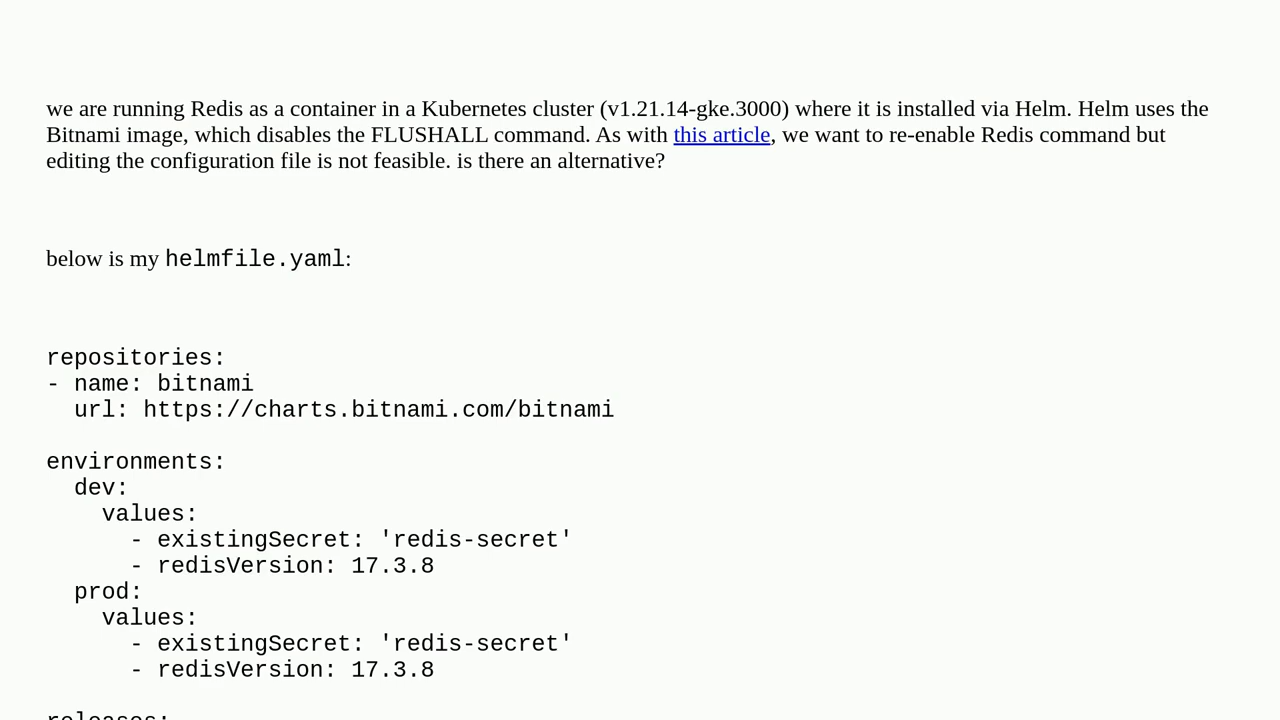 we are running Redis as a container in a Kubernetes cluster (v1.21.14-gke.3000) where it is installed via Helm. Helm uses the
Bitnami image, which disables the FLUSHALL command. As with this article, we want to re-enable Redis command but
editing the configuration file is not feasible. is there an alternative?
below is my helmfile.yaml:
repositories:
- name: bitnami
  url: https://charts.bitnami.com/bitnami
environments:
  dev:
    values:
      - existingSecret: 'redis-secret'
      - redisVersion: 17.3.8
  prod:
    values:
      - existingSecret: 'redis-secret'
      - redisVersion: 17.3.8
releases: